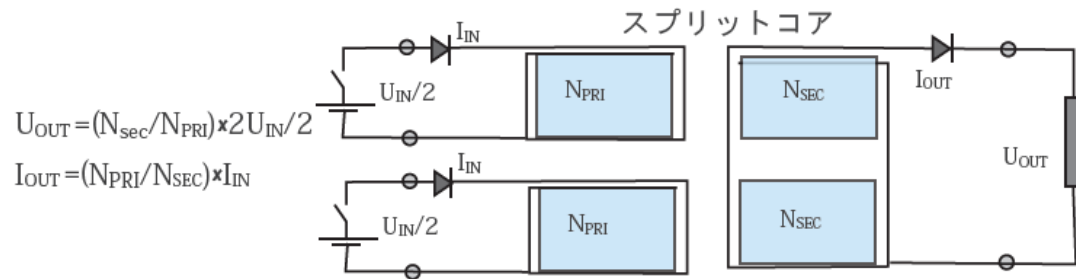 スプリットコア
I_IN
U_IN/2
N_PRI
N_SEC
I_OUT
U_OUT=(N_sec/N_PRI)×2U_IN/2
I_OUT=(N_PRI/N_SEC)×I_IN
U_OUT
I_IN
U_IN/2
N_PRI
N_SEC